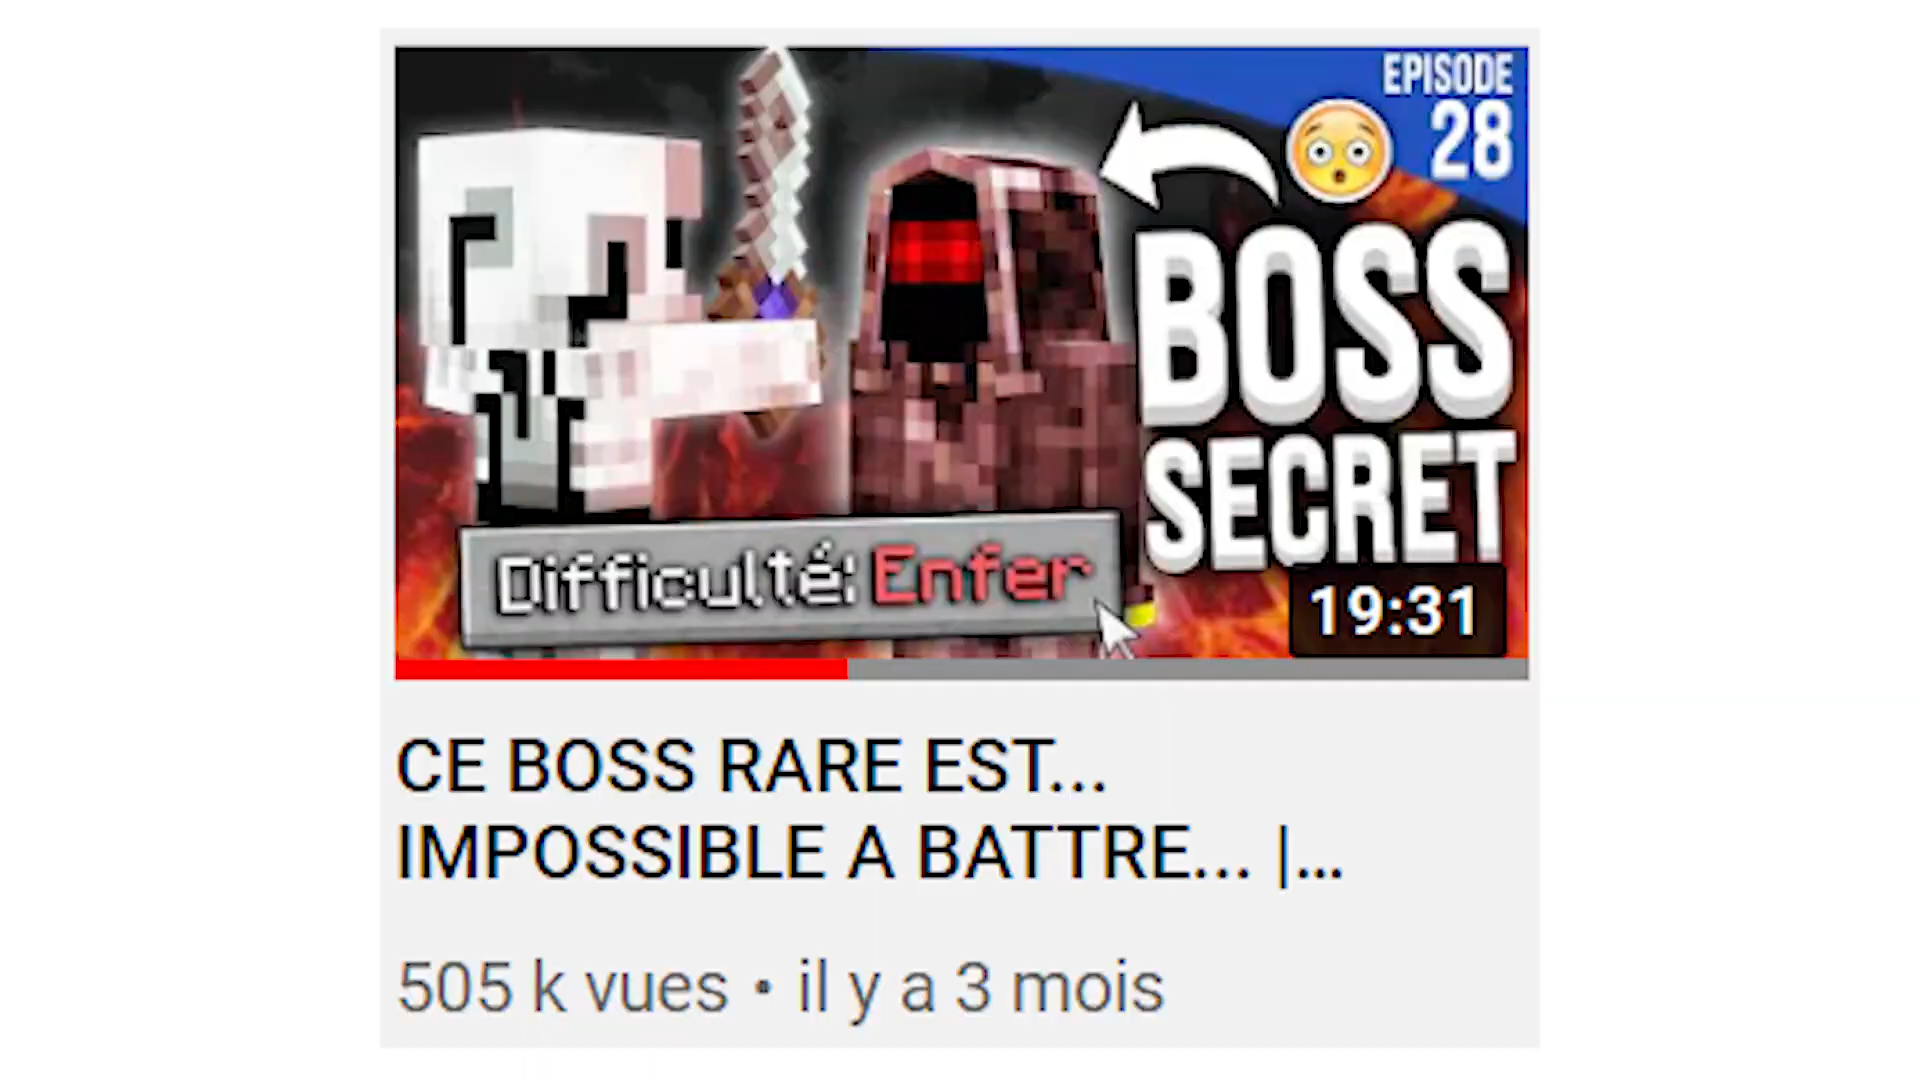 EPISODE
28
BOSS
SECRET
Difficulté: Enfer
19:31
CE BOSS RARE EST...
IMPOSSIBLE A BATTRE... |...
505 k vues • il y a 3 mois